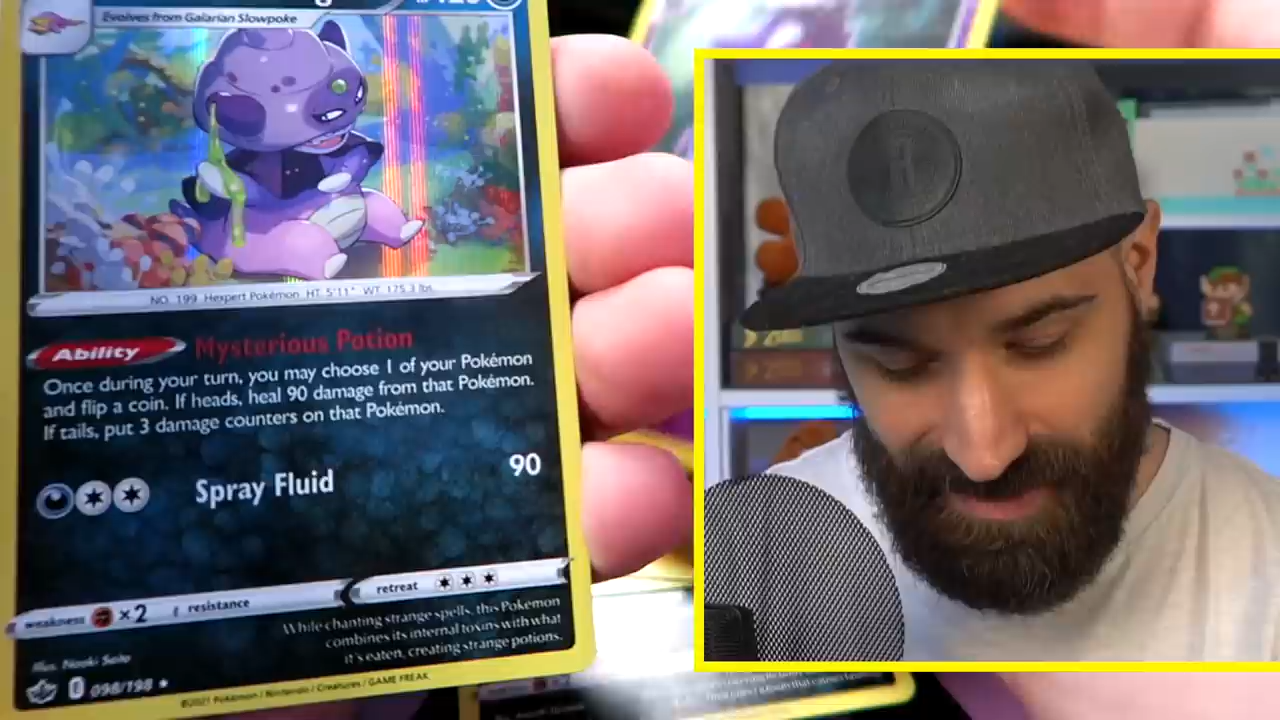 Evolves from Galarian Slowpoke
NO. 199 Hexpert Pokémon HT: 5'11" WT: 175.3 lbs.
Ability Mysterious Potion
Once during your turn, you may choose 1 of your Pokémon
and flip a coin. If heads, heal 90 damage from that Pokémon.
If tails, put 3 damage counters on that Pokémon.
Spray Fluid 90
weakness ×2 resistance retreat
While chanting strange spells, this Pokémon
combines its internal toxins with what
it's eaten, creating strange potions.
Illus. Naoki Saito
098/198
©2021 Pokémon / Nintendo / Creatures / GAME FREAK